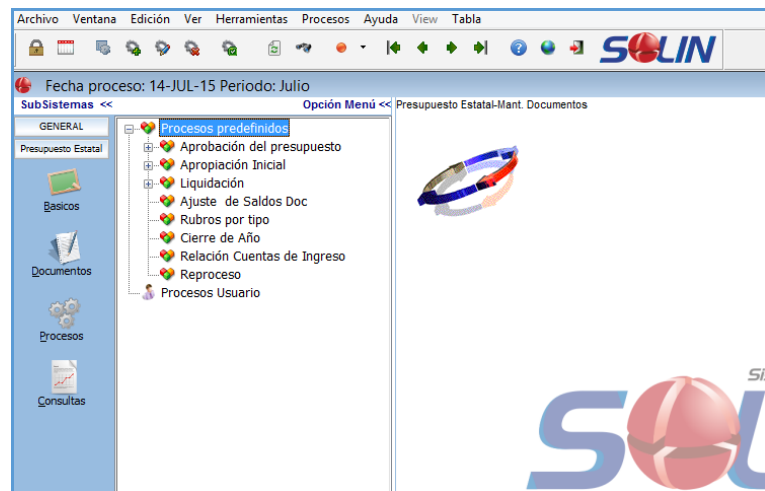 Archivo Ventana Edición Ver Herramientas Procesos Ayuda View Tabla
SOLIN
Fecha proceso: 14-JUL-15 Periodo: Julio
SubSistemas << Opción Menú << Presupuesto Estatal-Mant. Documentos
GENERAL
Presupuesto Estatal
Basicos
Documentos
Procesos
Consultas
Procesos predefinidos
Aprobación del presupuesto
Apropiación Inicial
Liquidación
Ajuste de Saldos Doc
Rubros por tipo
Cierre de Año
Relación Cuentas de Ingreso
Reproceso
Procesos Usuario